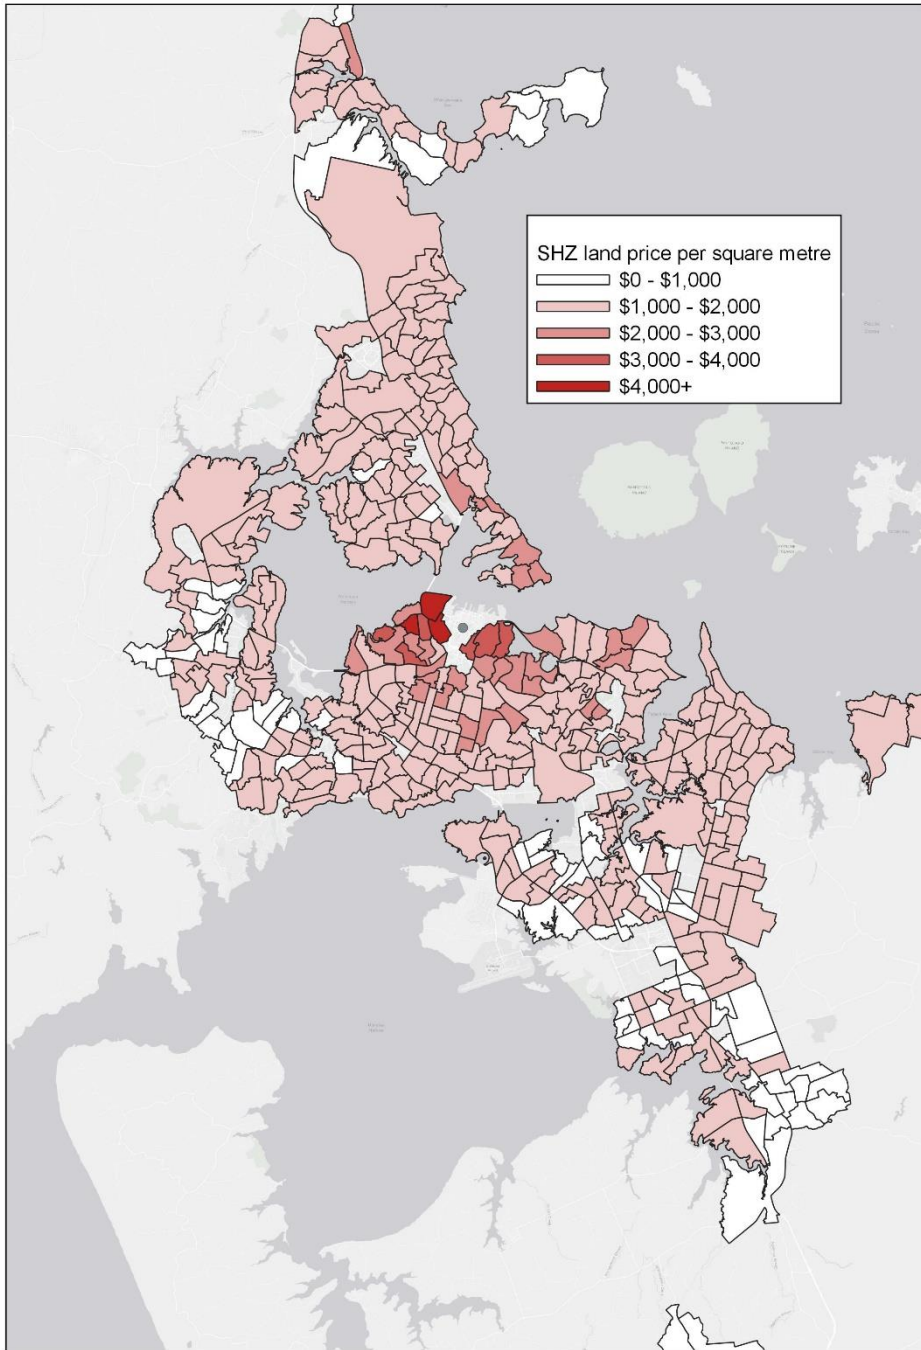 SHZ land price per square metre
$0 - $1,000
$1,000 - $2,000
$2,000 - $3,000
$3,000 - $4,000
$4,000+